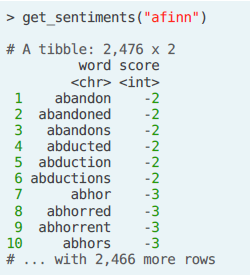 > get_sentiments("afinn")
# A tibble: 2,476 x 2
word score
<chr> <int>
1 abandon -2
2 abandoned -2
3 abandons -2
4 abducted -2
5 abduction -2
6 abductions -2
7 abhor -3
8 abhorred -3
9 abhorrent -3
10 abhors -3
# ... with 2,466 more rows